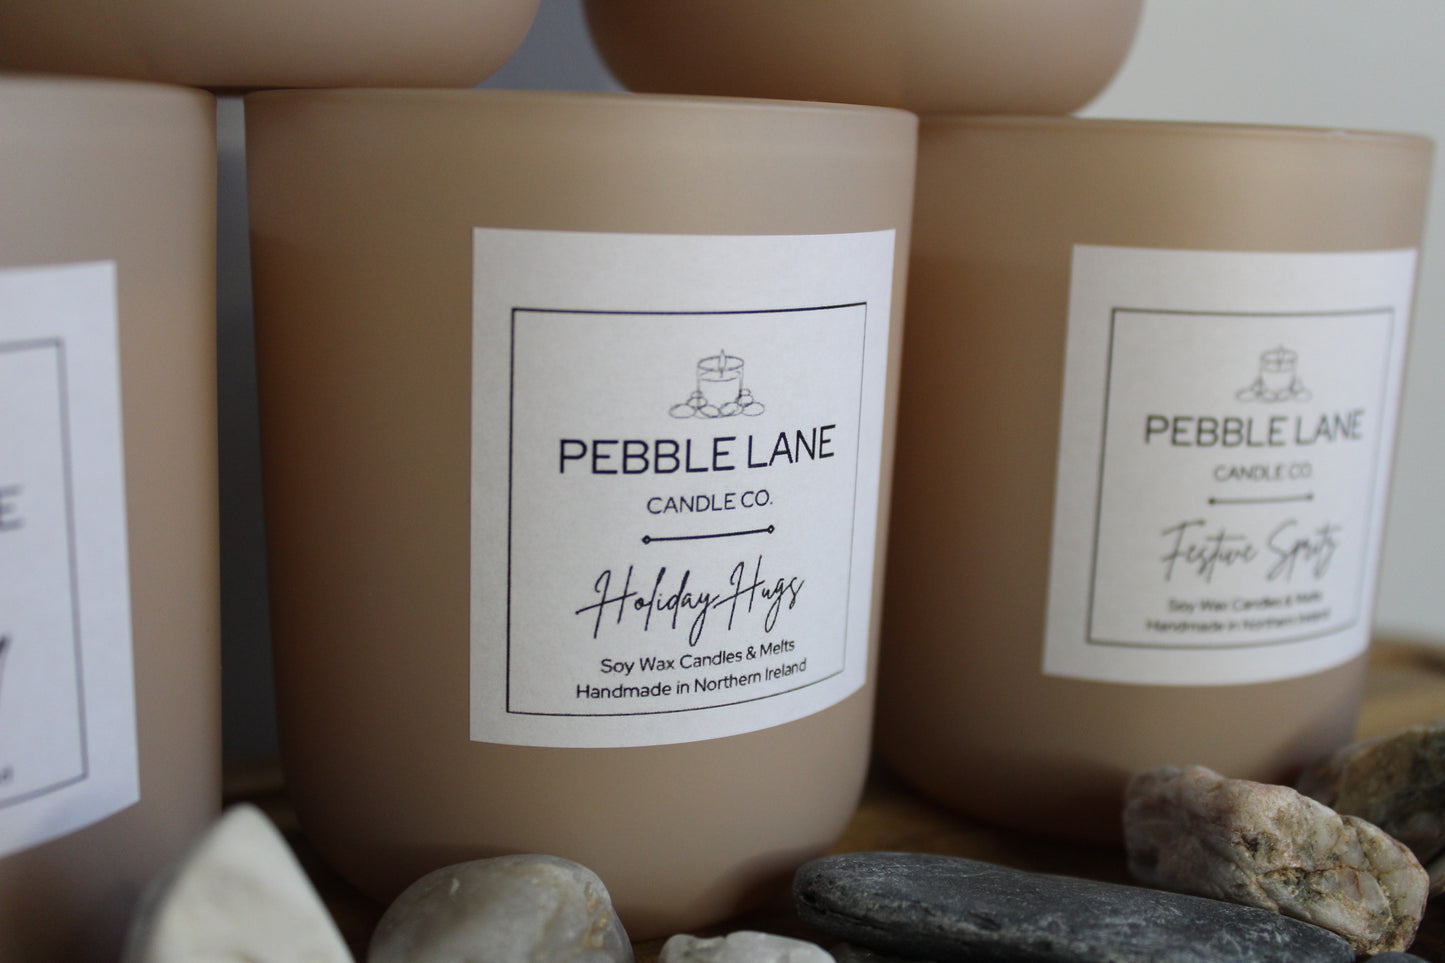 PEBBLE LANE
CANDLE CO.
Holiday Hugs
Soy Wax Candles & Melts
Handmade in Northern Ireland
PEBBLE LANE
CANDLE CO.
Festive Spritz
Soy Wax Candles & Melts
Handmade in Northern Ireland